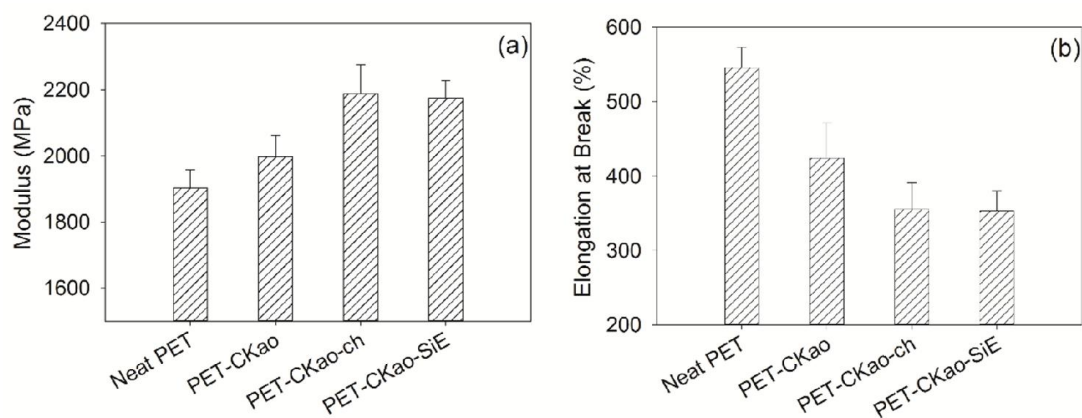 (a)
Modulus (MPa)
2400
2200
2000
1800
1600
Neat PET
PET-CKao
PET-CKao-ch
PET-CKao-SiE
(b)
Elongation at Break (%)
600
500
400
300
200
Neat PET
PET-CKao
PET-CKao-ch
PET-CKao-SiE